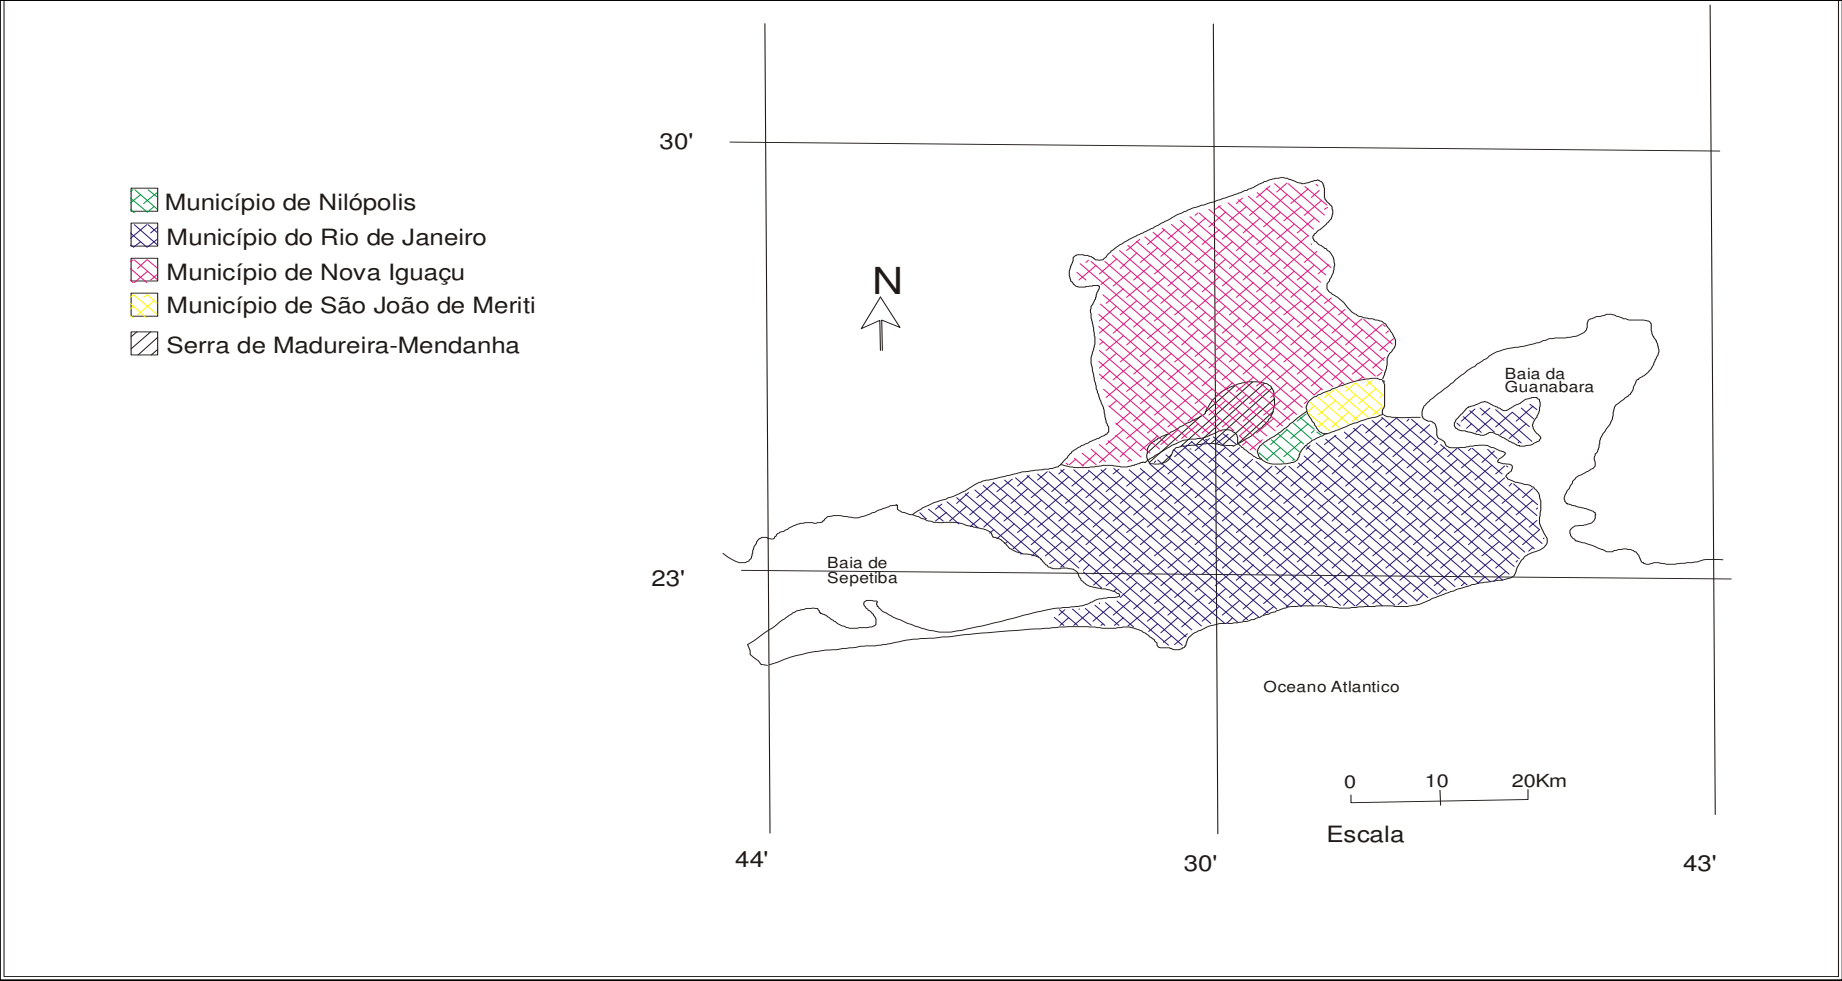 30'
Município de Nilópolis
Município do Rio de Janeiro
Município de Nova Iguaçu
Município de São João de Meriti
Serra de Madureira-Mendanha
N
Baia da
Guanabara
Baia de
Sepetiba
23'
Oceano Atlantico
0 10 20Km
Escala
44' 30' 43'